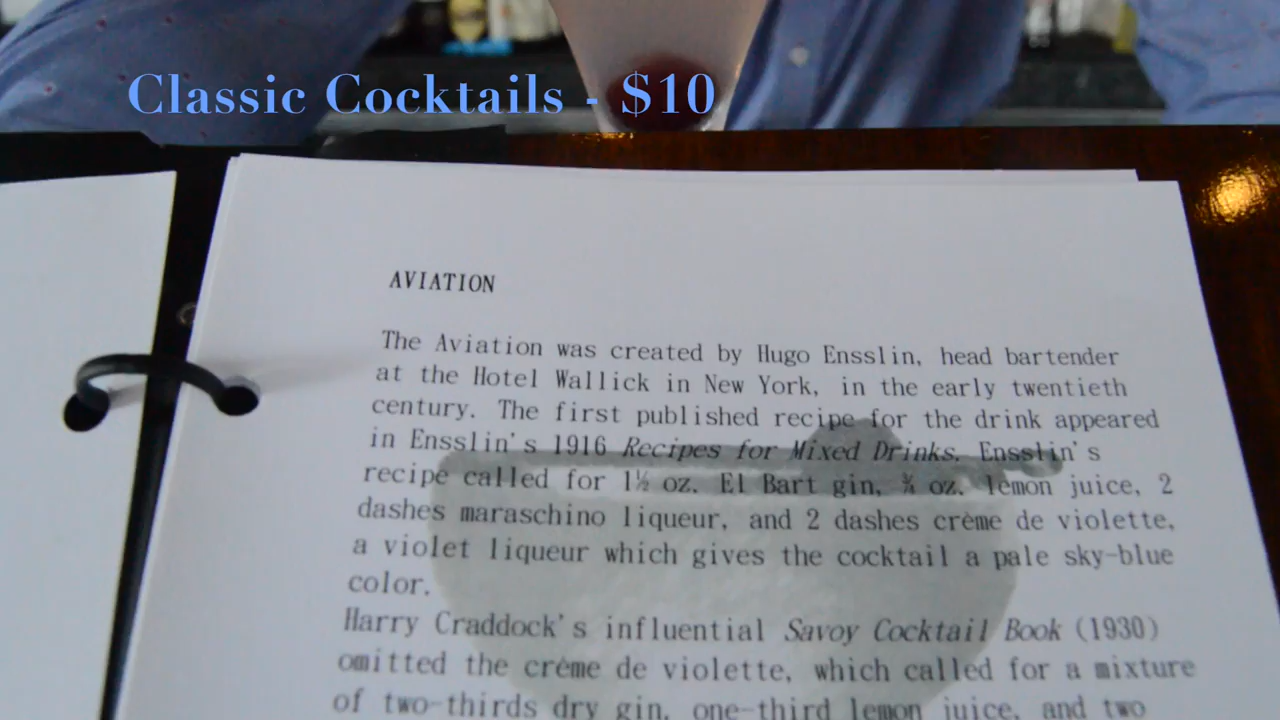 Classic Cocktails - $10
AVIATION
The Aviation was created by Hugo Ensslin, head bartender
at the Hotel Wallick in New York, in the early twentieth
century. The first published recipe for the drink appeared
in Ensslin's 1916 Recipes for Mixed Drinks. Ensslin's
recipe called for 1½ oz. El Bart gin, ¾ oz. lemon juice, 2
dashes maraschino liqueur, and 2 dashes crème de violette,
a violet liqueur which gives the cocktail a pale sky-blue
color.
Harry Craddock's influential Savoy Cocktail Book (1930)
omitted the crème de violette, which called for a mixture
of two-thirds dry gin, one-third lemon juice, and two